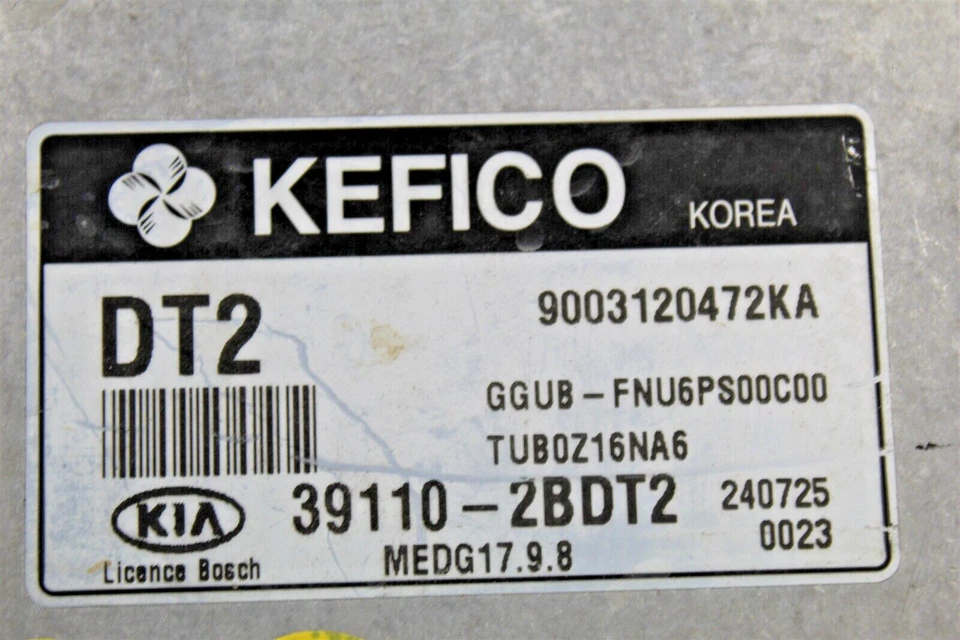 KEFICO KOREA
DT2
9003120472KA
GGUB-FNU6PS00C00
TUB0Z16NA6
KIA
39110-2BDT2
240725
0023
Licence Bosch
MEDG17.9.8